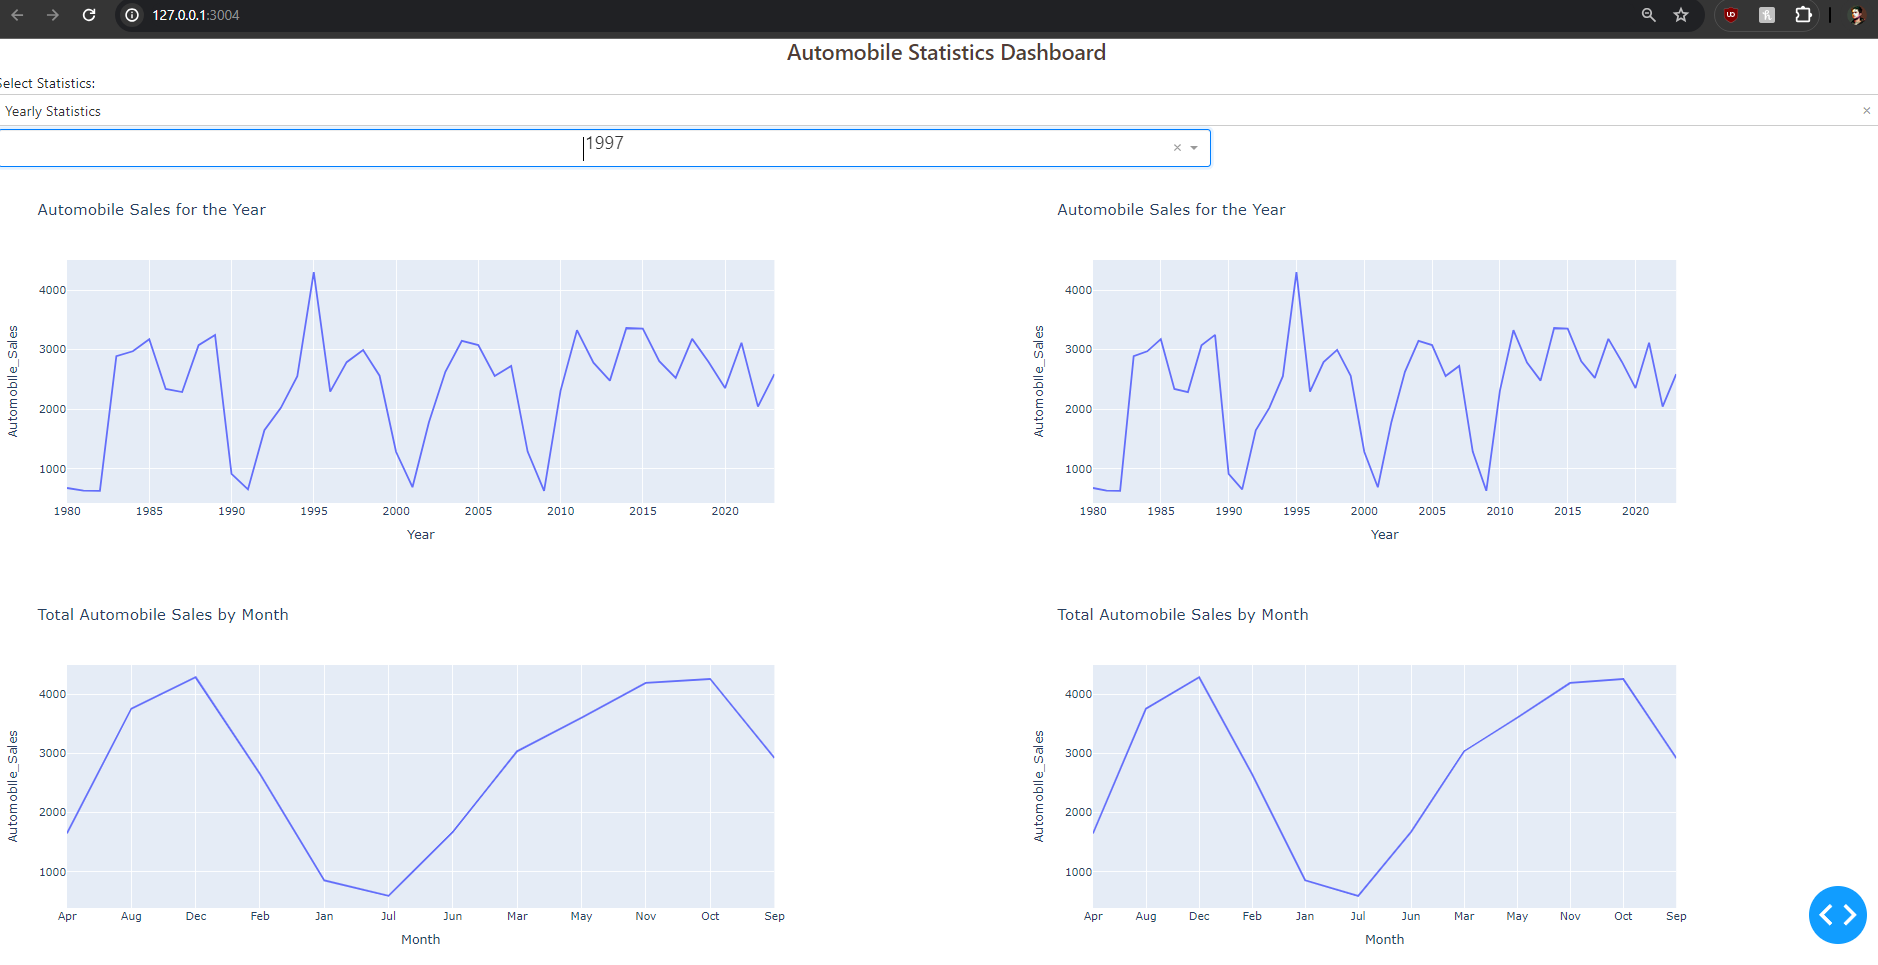 127.0.0.1:3004
Automobile Statistics Dashboard
Select Statistics:
Yearly Statistics
1997
Automobile Sales for the Year
Automobile_Sales
4000
3000
2000
1000
1980 1985 1990 1995 2000 2005 2010 2015 2020
Year
Automobile Sales for the Year
Automobile_Sales
4000
3000
2000
1000
1980 1985 1990 1995 2000 2005 2010 2015 2020
Year
Total Automobile Sales by Month
Automobile_Sales
4000
3000
2000
1000
Apr Aug Dec Feb Jan Jul Jun Mar May Nov Oct Sep
Month
Total Automobile Sales by Month
Automobile_Sales
4000
3000
2000
1000
Apr Aug Dec Feb Jan Jul Jun Mar May Nov Oct Sep
Month